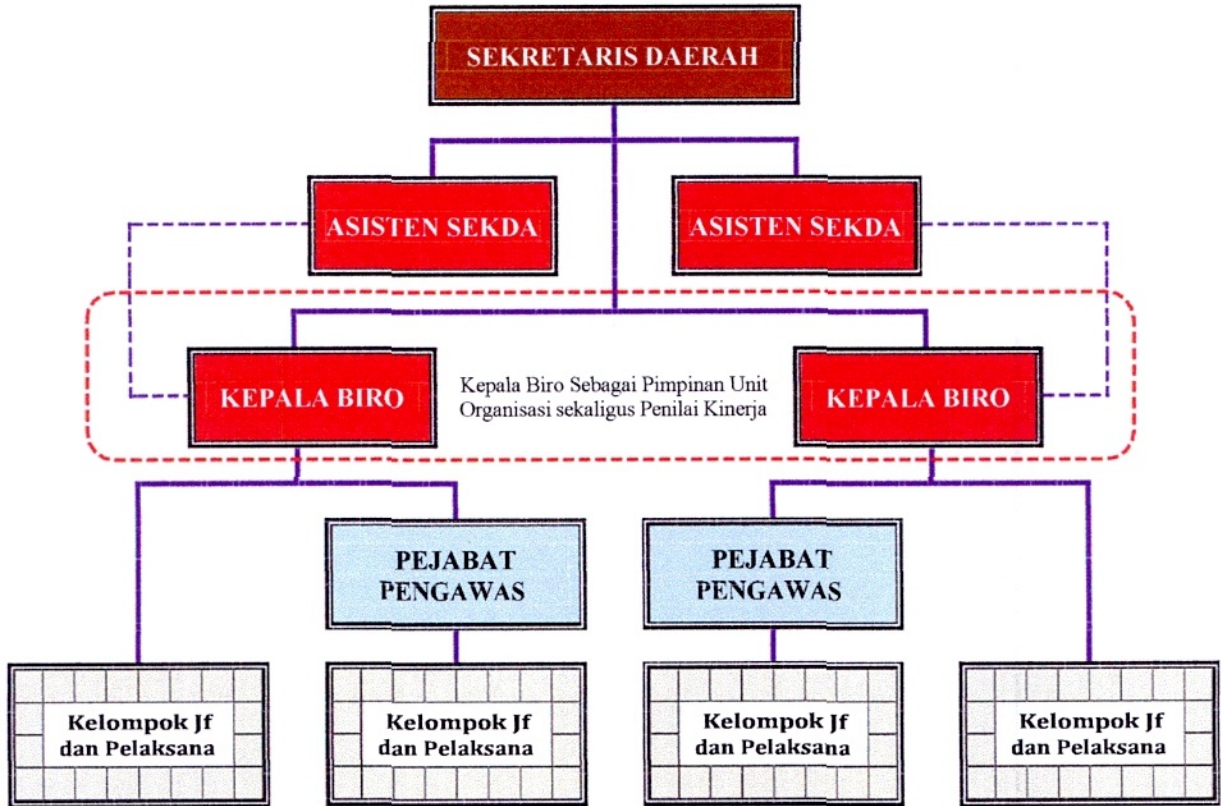 SEKRETARIS DAERAH
ASISTEN SEKDA
ASISTEN SEKDA
KEPALA BIRO
Kepala Biro Sebagai Pimpinan Unit
Organisasi sekaligus Penilai Kinerja
KEPALA BIRO
PEJABAT
PENGAWAS
PEJABAT
PENGAWAS
Kelompok Jf
dan Pelaksana
Kelompok Jf
dan Pelaksana
Kelompok Jf
dan Pelaksana
Kelompok Jf
dan Pelaksana